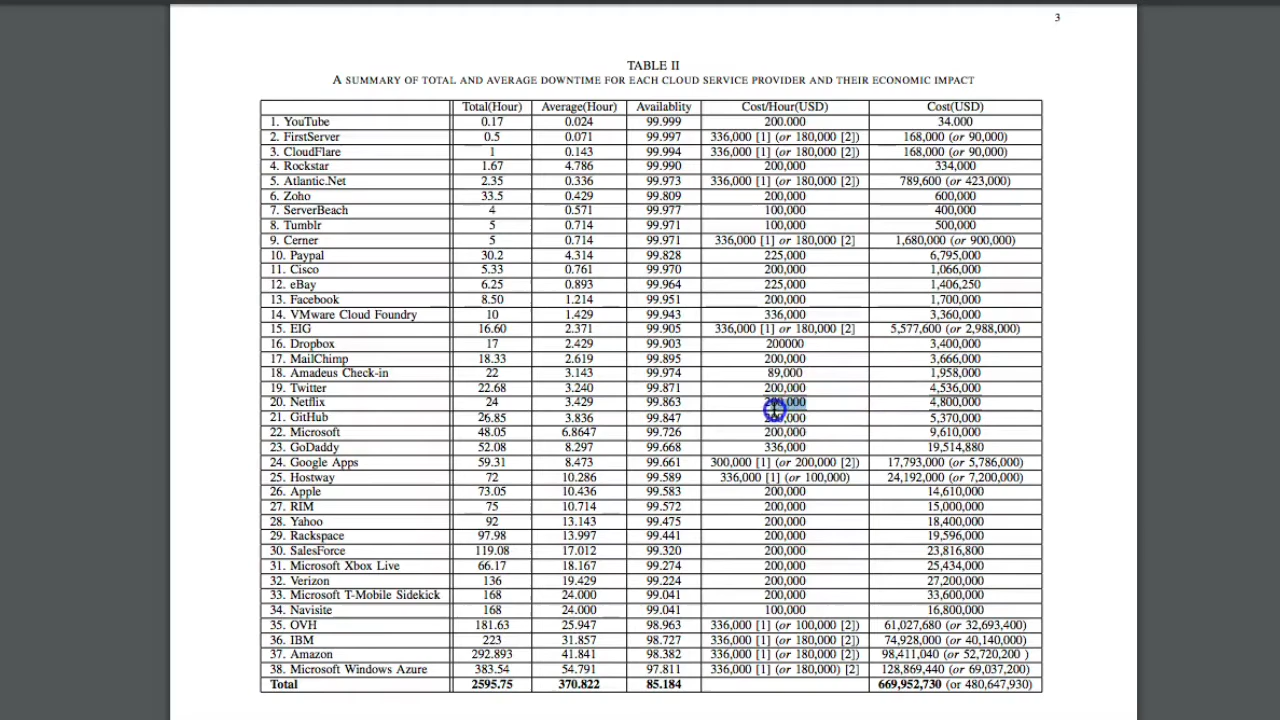 3
TABLE II
A SUMMARY OF TOTAL AND AVERAGE DOWNTIME FOR EACH CLOUD SERVICE PROVIDER AND THEIR ECONOMIC IMPACT
Total(Hour) Average(Hour) Availablity Cost/Hour(USD) Cost(USD)
1. YouTube 0.17 0.024 99.999 200.000 34.000
2. FirstServer 0.5 0.071 99.997 336,000 [1] (or 180,000 [2]) 168,000 (or 90,000)
3. CloudFlare 1 0.143 99.994 336,000 [1] (or 180,000 [2]) 168,000 (or 90,000)
4. Rockstar 1.67 4.786 99.990 200,000 334,000
5. Atlantic.Net 2.35 0.336 99.973 336,000 [1] (or 180,000 [2]) 789,600 (or 423,000)
6. Zoho 33.5 0.429 99.809 200,000 600,000
7. ServerBeach 4 0.571 99.977 100,000 400,000
8. Tumblr 5 0.714 99.971 100,000 500,000
9. Cerner 5 0.714 99.971 336,000 [1] or 180,000 [2] 1,680,000 (or 900,000)
10. Paypal 30.2 4.314 99.828 225,000 6,795,000
11. Cisco 5.33 0.761 99.970 200,000 1,066,000
12. eBay 6.25 0.893 99.964 225,000 1,406,250
13. Facebook 8.50 1.214 99.951 200,000 1,700,000
14. VMware Cloud Foundry 10 1.429 99.943 336,000 3,360,000
15. EIG 16.60 2.371 99.905 336,000 [1] or 180,000 [2] 5,577,600 (or 2,988,000)
16. Dropbox 17 2.429 99.903 200000 3,400,000
17. MailChimp 18.33 2.619 99.895 200,000 3,666,000
18. Amadeus Check-in 22 3.143 99.974 89,000 1,958,000
19. Twitter 22.68 3.240 99.871 200,000 4,536,000
20. Netflix 24 3.429 99.863 200,000 4,800,000
21. GitHub 26.85 3.836 99.847 200,000 5,370,000
22. Microsoft 48.05 6.8647 99.726 200,000 9,610,000
23. GoDaddy 52.08 8.297 99.668 336,000 19,514,880
24. Google Apps 59.31 8.473 99.661 300,000 [1] (or 200,000 [2]) 17,793,000 (or 5,786,000)
25. Hostway 72 10.286 99.589 336,000 [1] (or 100,000) 24,192,000 (or 7,200,000)
26. Apple 73.05 10.436 99.583 200,000 14,610,000
27. RIM 75 10.714 99.572 200,000 15,000,000
28. Yahoo 92 13.143 99.475 200,000 18,400,000
29. Rackspace 97.98 13.997 99.441 200,000 19,596,000
30. SalesForce 119.08 17.012 99.320 200,000 23,816,800
31. Microsoft Xbox Live 66.17 18.167 99.274 200,000 25,434,000
32. Verizon 136 19.429 99.224 200,000 27,200,000
33. Microsoft T-Mobile Sidekick 168 24.000 99.041 200,000 33,600,000
34. Navisite 168 24.000 99.041 100,000 16,800,000
35. OVH 181.63 25.947 98.963 336,000 [1] (or 100,000 [2]) 61,027,680 (or 32,693,400)
36. IBM 223 31.857 98.727 336,000 [1] (or 180,000 [2]) 74,928,000 (or 40,140,000)
37. Amazon 292.893 41.841 98.382 336,000 [1] (or 180,000 [2]) 98,411,040 (or 52,720,200 )
38. Microsoft Windows Azure 383.54 54.791 97.811 336,000 [1] (or 180,000) [2] 128,869,440 (or 69,037,200)
Total 2595.75 370.822 85.184 669,952,730 (or 480,647,930)